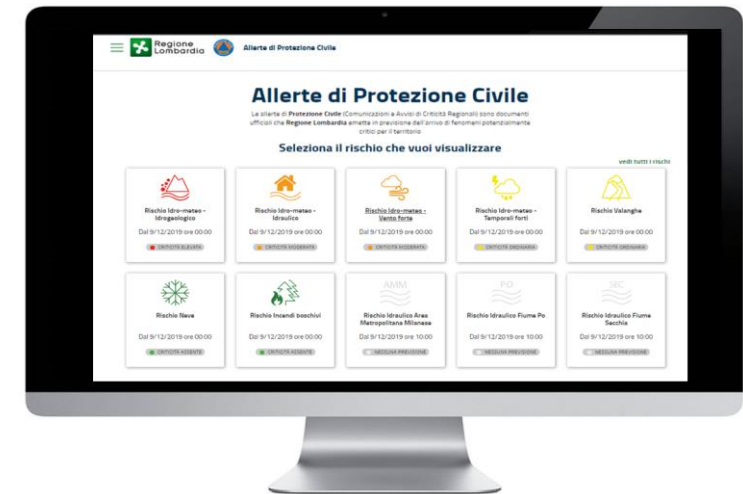 Regione
Lombardia
Allerte di Protezione Civile
Allerte di Protezione Civile
Le allerte di Protezione Civile (Comunicazioni e Avvisi di Criticità Regionali) sono documenti
ufficiali che Regione Lombardia emette in previsione dell'arrivo di fenomeni potenzialmente
critici per il territorio
Seleziona il rischio che vuoi visualizzare
vedi tutti i rischi
Rischio Idro-meteo -
Idrogeologico
Dal 9/12/2019 ore 00:00
CRITICITÀ ELEVATA
Rischio Idro-meteo -
Idraulico
Dal 9/12/2019 ore 00:00
CRITICITÀ MODERATA
Rischio Idro-meteo -
Vento forte
Dal 9/12/2019 ore 00:00
CRITICITÀ MODERATA
Rischio Idro-meteo -
Temporali Forti
Dal 9/12/2019 ore 00:00
CRITICITÀ ORDINARIA
Rischio Valanghe
Dal 9/12/2019 ore 00:00
CRITICITÀ ORDINARIA
Rischio Neve
Dal 9/12/2019 ore 00:00
CRITICITÀ ASSENTE
Rischio Incendi boschivi
Dal 9/12/2019 ore 00:00
CRITICITÀ ASSENTE
AMM
Rischio Idraulico Area
Metropolitana Milanese
Dal 9/12/2019 ore 10:00
NESSUNA PREVISIONE
PO
Rischio Idraulico Fiume Po
Dal 9/12/2019 ore 10:00
NESSUNA PREVISIONE
SEC
Rischio Idraulico Fiume
Secchia
Dal 9/12/2019 ore 10:00
NESSUNA PREVISIONE